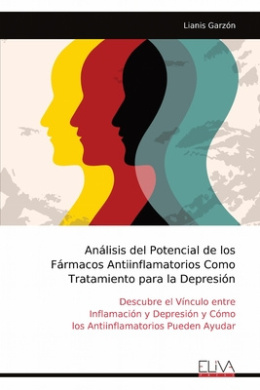 Lianis Garzón
Análisis del Potencial de los
Fármacos Antiinflamatorios Como
Tratamiento para la Depresión
Descubre el Vínculo entre
Inflamación y Depresión y Cómo
los Antiinflamatorios Pueden Ayudar
ELIVA
PRESS